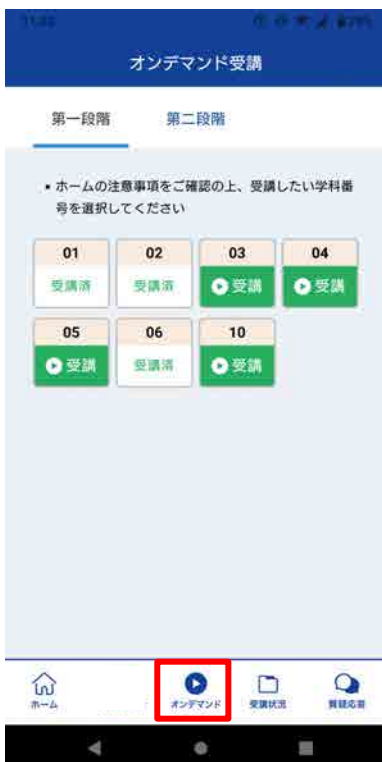 オンデマンド受講
第一段階 第二段階
・ホームの注意事項をご確認の上、受講したい学科番
号を選択してください
01 02 03 04
受講済 受講済 受講 受講
05 06 10
受講 受講済 受講
ホーム オンデマンド 受講状況 質疑応答